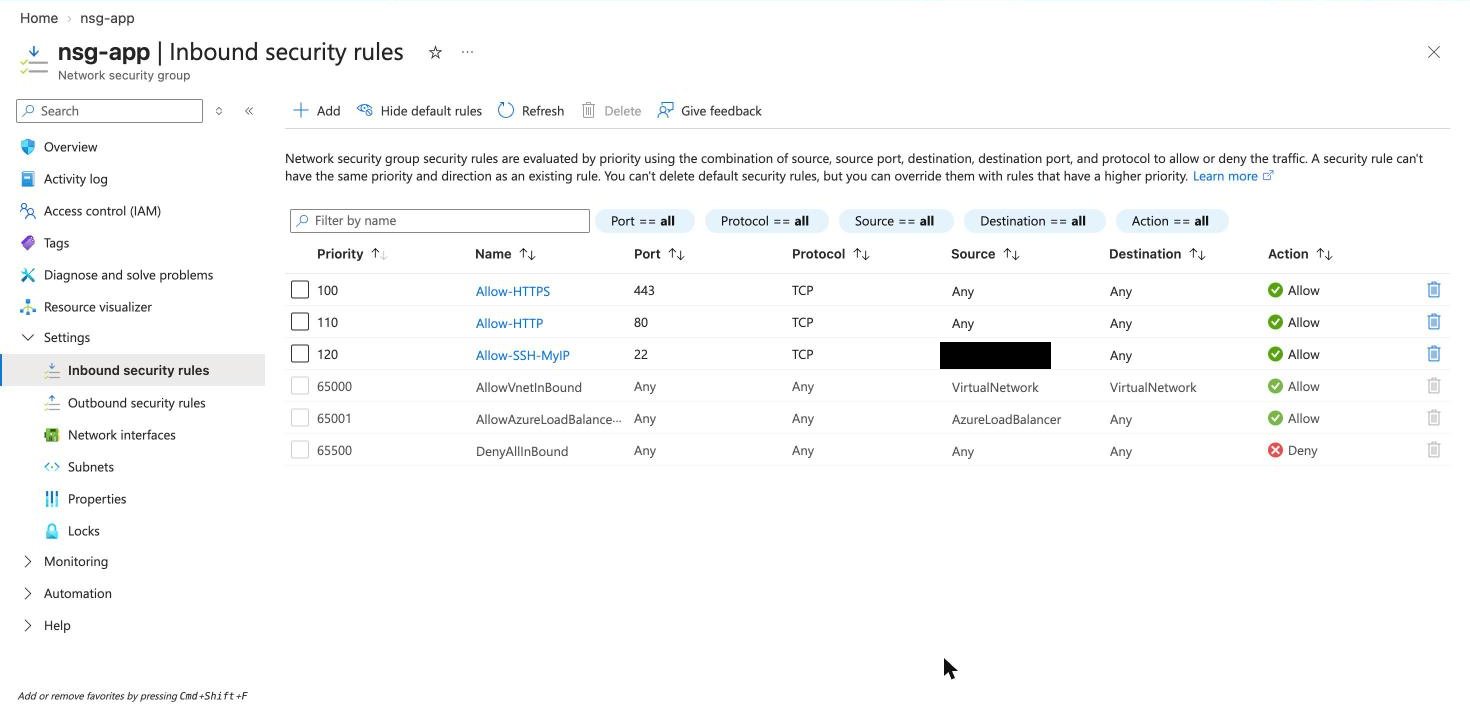 Home > nsg-app
nsg-app | Inbound security rules
Network security group
Search
Overview
Activity log
Access control (IAM)
Tags
Diagnose and solve problems
Resource visualizer
Settings
Inbound security rules
Outbound security rules
Network interfaces
Subnets
Properties
Locks
Monitoring
Automation
Help
Add or remove favorites by pressing Cmd+Shift+F
Add Hide default rules Refresh Delete Give feedback
Network security group security rules are evaluated by priority using the combination of source, source port, destination, destination port, and protocol to allow or deny the traffic. A security rule can't
have the same priority and direction as an existing rule. You can't delete default security rules, but you can override them with rules that have a higher priority. Learn more
Filter by name Port == all Protocol == all Source == all Destination == all Action == all
Priority Name Port Protocol Source Destination Action
100 Allow-HTTPS 443 TCP Any Any Allow
110 Allow-HTTP 80 TCP Any Any Allow
120 Allow-SSH-MyIP 22 TCP Any Allow
65000 AllowVnetInBound Any Any VirtualNetwork VirtualNetwork Allow
65001 AllowAzureLoadBalance... Any Any AzureLoadBalancer Any Allow
65500 DenyAllInBound Any Any Any Any Deny